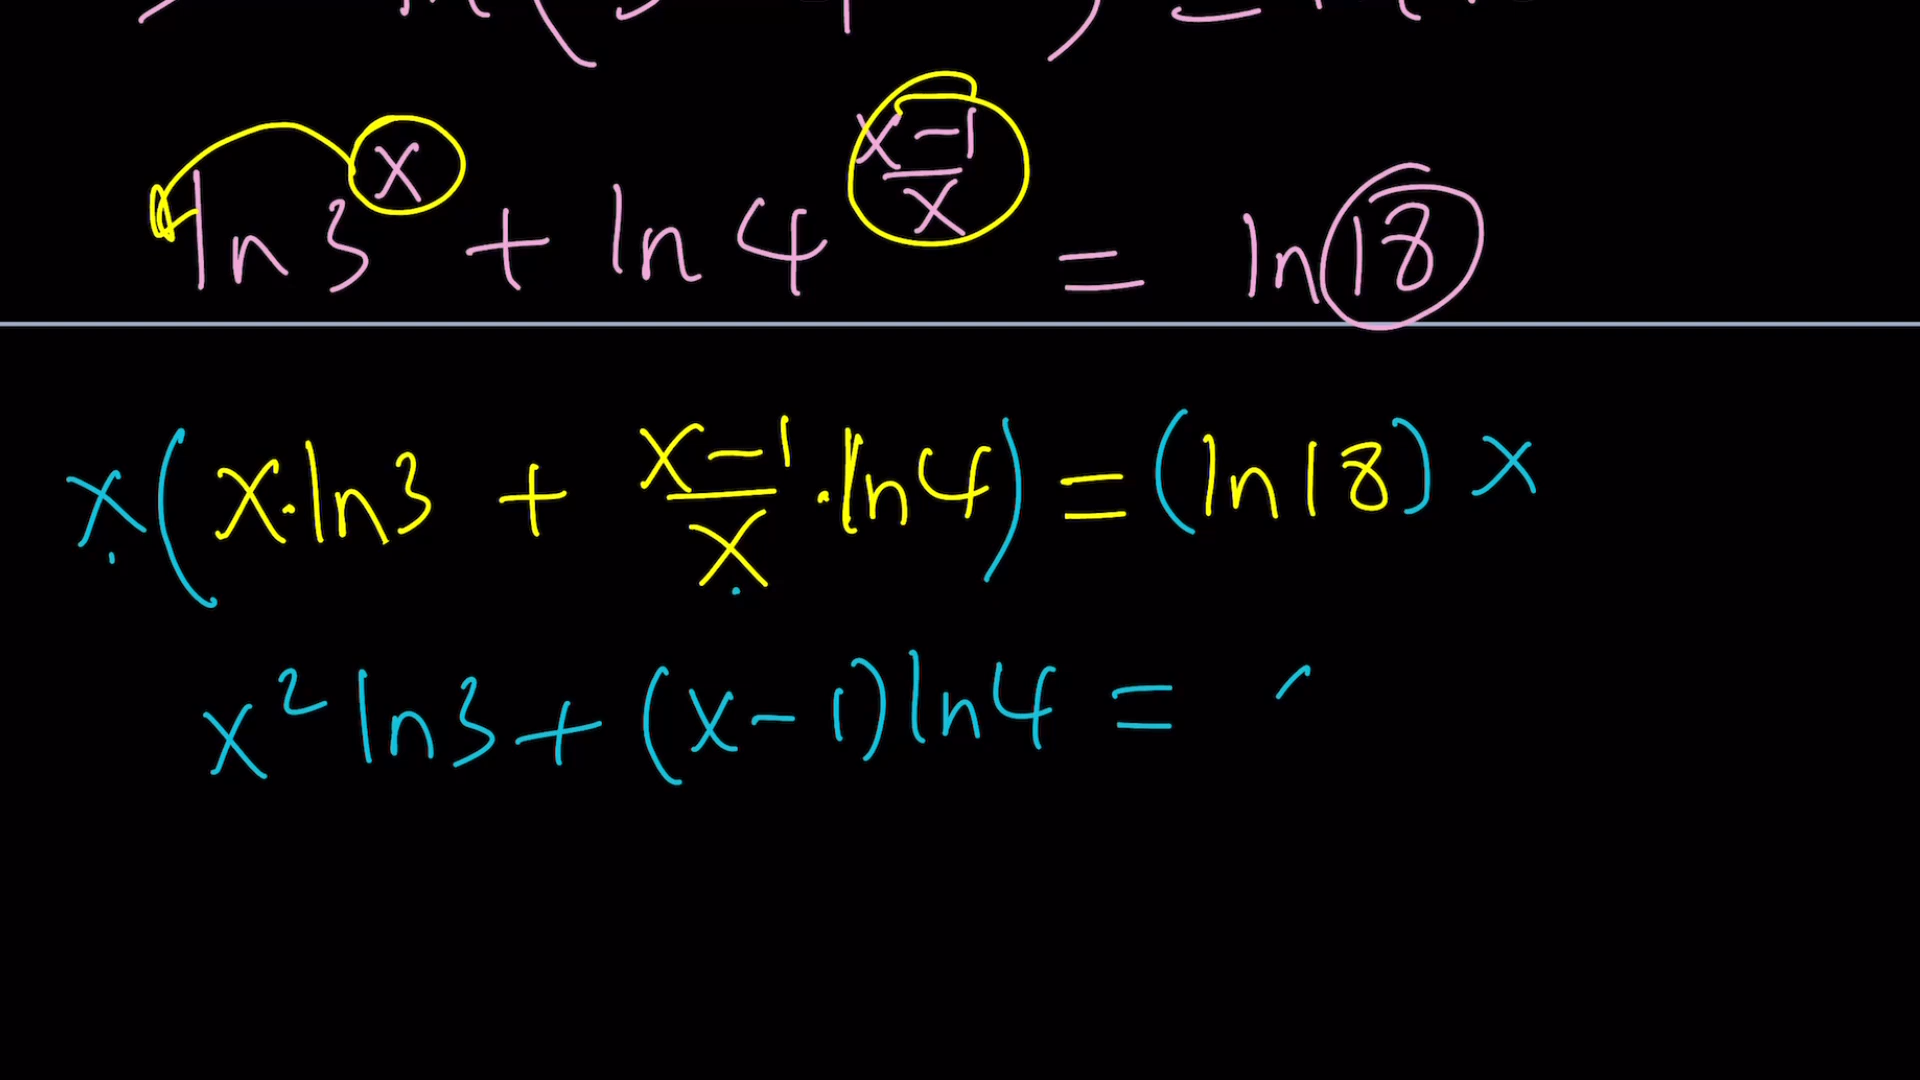 ln 3^x + ln 4^((x-1)/x) = ln 18
x(x·ln3 + (x-1)/x ·ln4) = (ln18)x
x² ln3 + (x-1)ln4 =